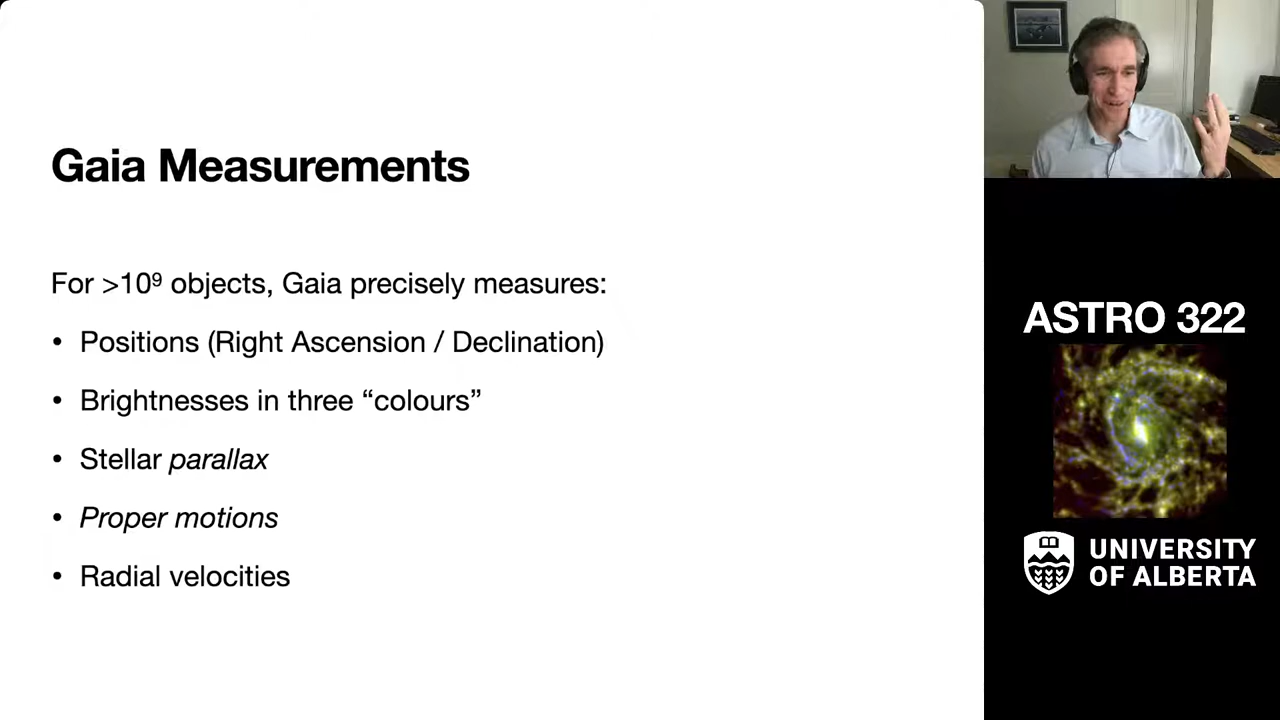 Gaia Measurements
For >10⁹ objects, Gaia precisely measures:
• Positions (Right Ascension / Declination)
• Brightnesses in three “colours”
• Stellar parallax
• Proper motions
• Radial velocities
ASTRO 322
UNIVERSITY
OF ALBERTA